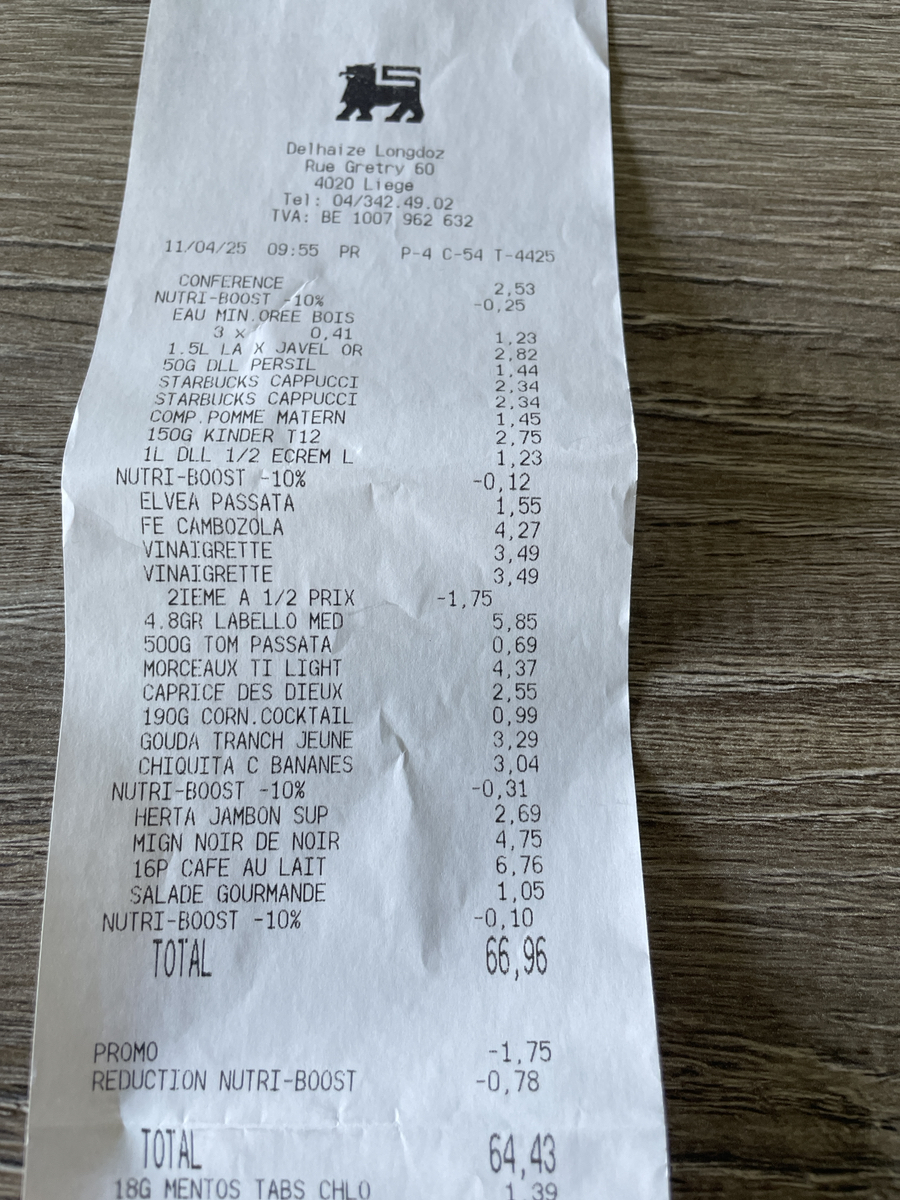 Delhaize Longdoz
Rue Gretry 60
4020 Liege
Tel: 04/342.49.02
TVA: BE 1007 962 632
11/04/25 09:55 PR P-4 C-54 T-4425
CONFERENCE 2,53
NUTRI-BOOST -10% -0,25
EAU MIN.OREE BOIS
3 x 0,41 1,23
1.5L LA X JAVEL OR 2,82
50G DLL PERSIL 1,44
STARBUCKS CAPPUCCI 2,34
STARBUCKS CAPPUCCI 2,34
COMP.POMME MATERN 1,45
150G KINDER T12 2,75
1L DLL 1/2 ECREM L 1,23
NUTRI-BOOST -10% -0,12
ELVEA PASSATA 1,55
FE CAMBOZOLA 4,27
VINAIGRETTE 3,49
VINAIGRETTE 3,49
2IEME A 1/2 PRIX -1,75
4.8GR LABELLO MED 5,85
500G TOM PASSATA 0,69
MORCEAUX TI LIGHT 4,37
CAPRICE DES DIEUX 2,55
190G CORN.COCKTAIL 0,99
GOUDA TRANCH JEUNE 3,29
CHIQUITA C BANANES 3,04
NUTRI-BOOST -10% -0,31
HERTA JAMBON SUP 2,69
MIGN NOIR DE NOIR 4,75
16P CAFE AU LAIT 6,76
SALADE GOURMANDE 1,05
NUTRI-BOOST -10% -0,10
TOTAL 66,96
PROMO -1,75
REDUCTION NUTRI-BOOST -0,78
TOTAL 64,43
18G MENTOS TABS CHLO 1,39